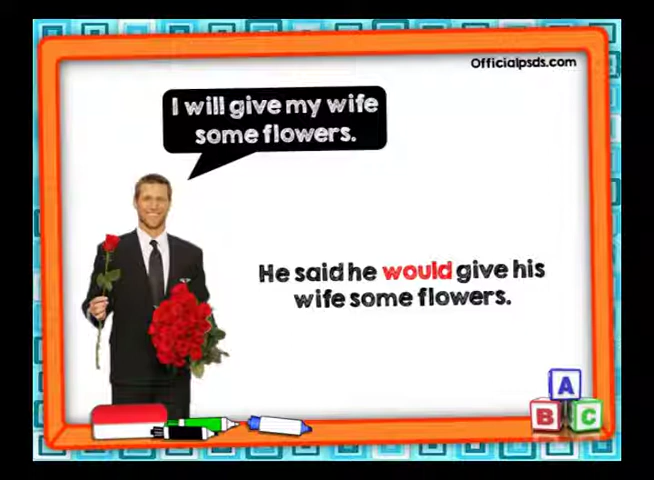 Officialpsds.com
I will give my wife
some flowers.
He said he would give his
wife some flowers.
A
B C